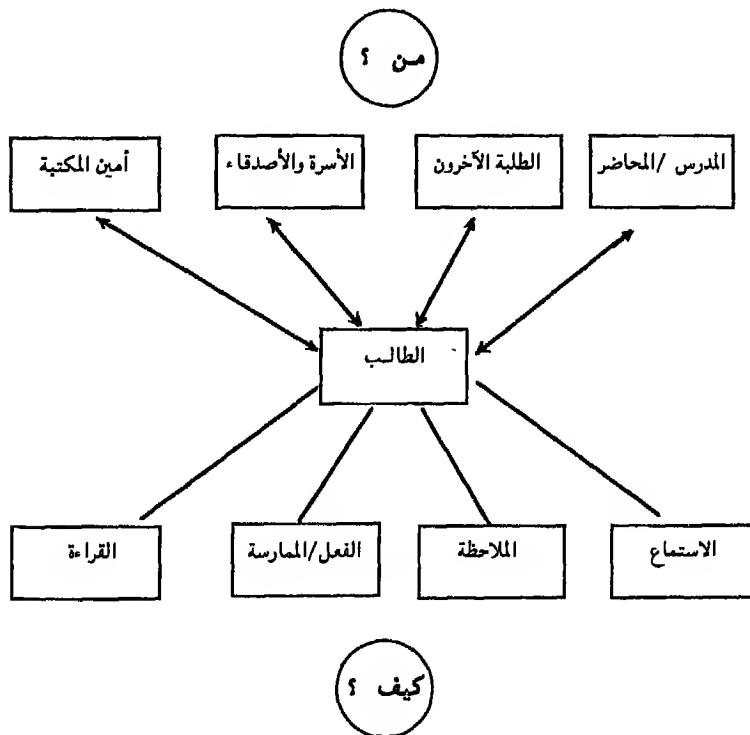 من ؟
المدرس / المحاضر
الطلبة الآخرون
الأسرة والأصدقاء
أمين المكتبة
الطالب
الاستماع
الملاحظة
الفعل/الممارسة
القراءة
كيف ؟